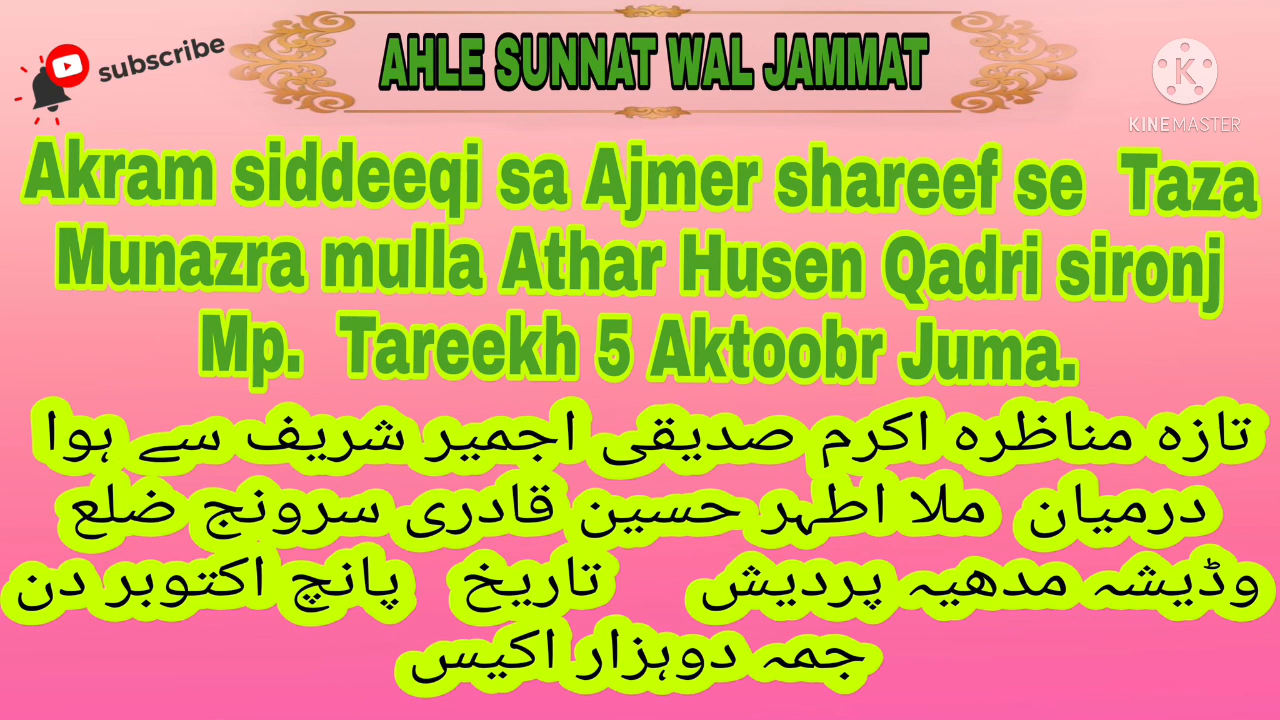 subscribe
AHLE SUNNAT WAL JAMMAT
KINEMASTER
Akram siddeeqi sa Ajmer shareef se Taza
Munazra mulla Athar Husen Qadri sironj
Mp. Tareekh 5 Aktoobr Juma.
تازہ مناظرہ اکرم صدیقی اجمیر شریف سے ہوا
درمیان ملا اطہر حسین قادری سرونج ضلع
وڈیشہ مدھیہ پردیش تاریخ پانچ اکتوبر دن
جمہ دوہزار اکیس